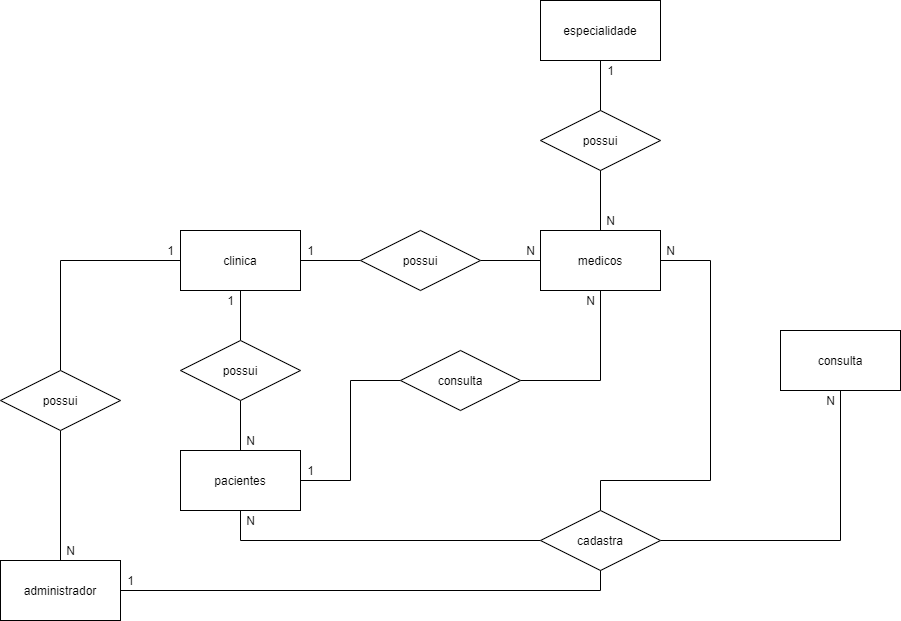 especialidade
1
possui
N
1
clinica
1
possui
N
medicos
N
1
N
possui
consulta
consulta
possui
N
N
1
pacientes
N
cadastra
N
1
administrador